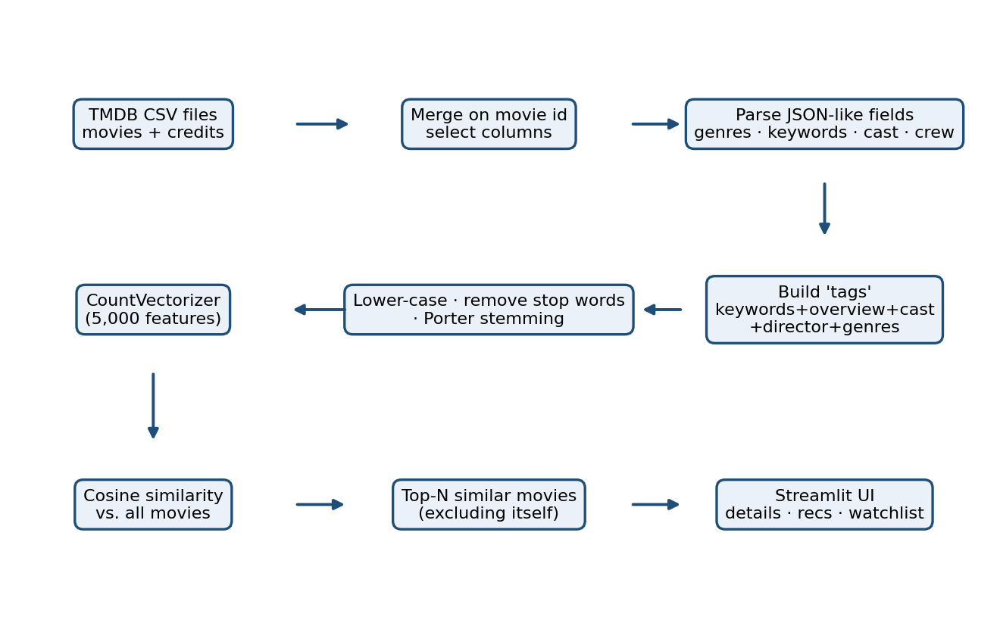 TMDB CSV files
movies + credits
Merge on movie id
select columns
Parse JSON-like fields
genres · keywords · cast · crew
Build 'tags'
keywords+overview+cast
+director+genres
Lower-case · remove stop words
· Porter stemming
CountVectorizer
(5,000 features)
Cosine similarity
vs. all movies
Top-N similar movies
(excluding itself)
Streamlit UI
details · recs · watchlist